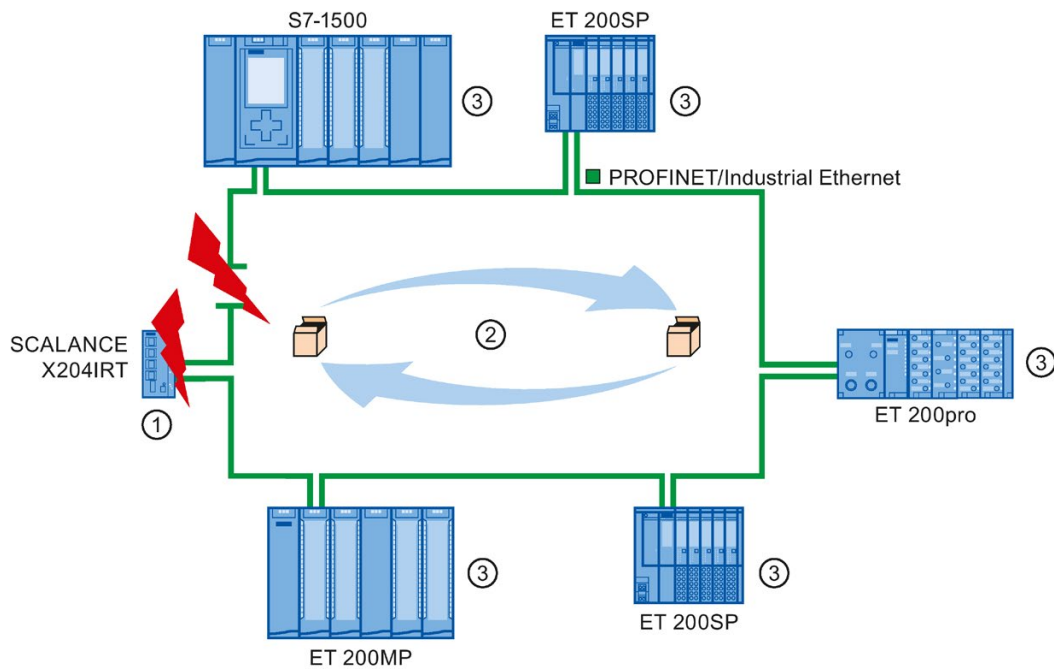 S7-1500
ET 200SP
③
③
PROFINET/Industrial Ethernet
②
SCALANCE
X204IRT
①
③
ET 200pro
③
③
ET 200MP
ET 200SP